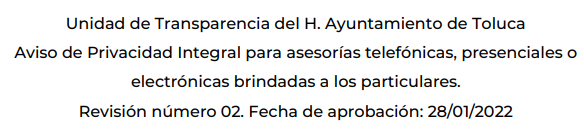 Unidad de Transparencia del H. Ayuntamiento de Toluca
Aviso de Privacidad Integral para asesorías telefónicas, presenciales o
electrónicas brindadas a los particulares.
Revisión número 02. Fecha de aprobación: 28/01/2022